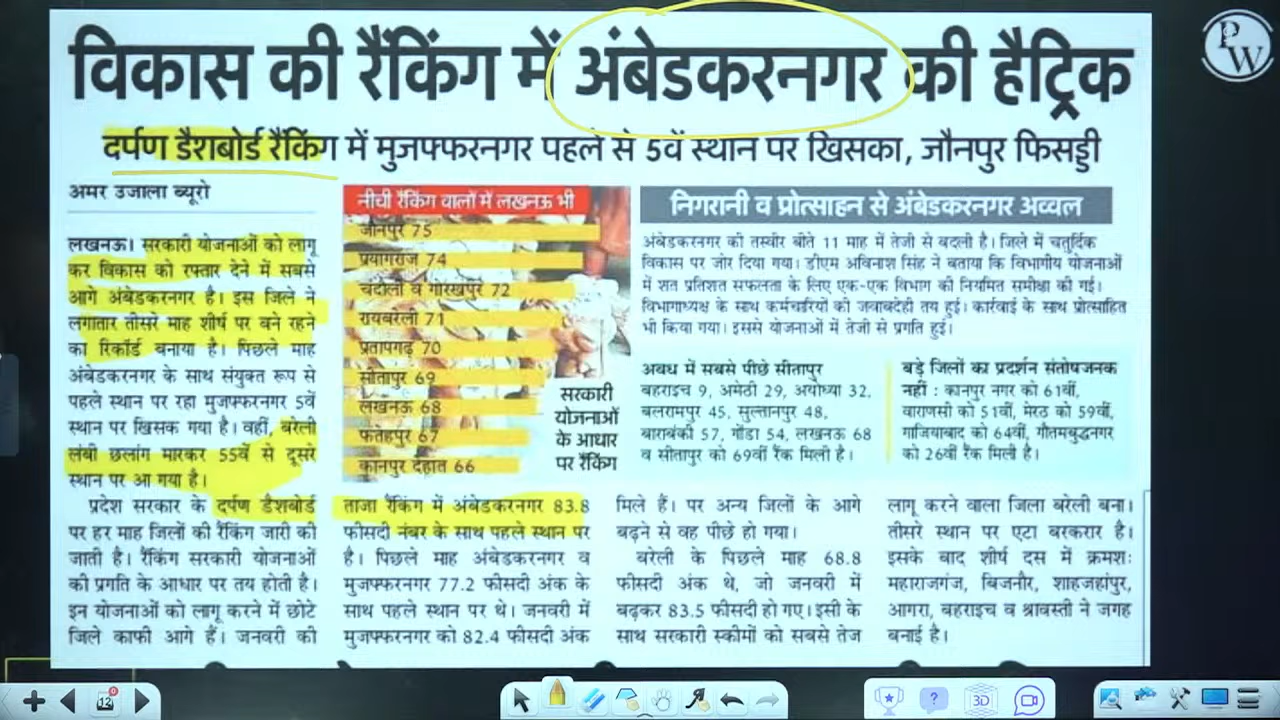 विकास की रैंकिंग में अंबेडकरनगर की हैट्रिक
दर्पण डैशबोर्ड रैंकिंग में मुजफ्फरनगर पहले से 5वें स्थान पर खिसका, जौनपुर फिसड्डी
अमर उजाला ब्यूरो
लखनऊ। सरकारी योजनाओं को लागू
कर विकास को रफ्तार देने में सबसे
आगे अंबेडकरनगर है। इस जिले ने
लगातार तीसरे माह शीर्ष पर बने रहने
का रिकॉर्ड बनाया है। पिछले माह
अंबेडकरनगर के साथ संयुक्त रूप से
पहले स्थान पर रहा मुजफ्फरनगर 5वें
स्थान पर खिसक गया है। वहीं, बरेली
लंबी छलांग मारकर 55वें से दूसरे
स्थान पर आ गया है।
प्रदेश सरकार के दर्पण डैशबोर्ड
पर हर माह जिलों की रैंकिंग जारी की
जाती है। रैंकिंग सरकारी योजनाओं
की प्रगति के आधार पर तय होती है।
इन योजनाओं को लागू करने में छोटे
जिले काफी आगे हैं। जनवरी की
नीची रैंकिंग वालों में लखनऊ भी
जौनपुर 75
प्रयागराज 74
चंदौली व गोरखपुर 72
रायबरेली 71
प्रतापगढ़ 70
सीतापुर 69
लखनऊ 68
फतेहपुर 67
कानपुर देहात 66
सरकारी
योजनाओं
के आधार
पर रैंकिंग
ताजा रैंकिंग में अंबेडकरनगर 83.8
फीसदी नंबर के साथ पहले स्थान पर
है। पिछले माह अंबेडकरनगर व
मुजफ्फरनगर 77.2 फीसदी अंक के
साथ पहले स्थान पर थे। जनवरी में
मुजफ्फरनगर को 82.4 फीसदी अंक
निगरानी व प्रोत्साहन से अंबेडकरनगर अव्वल
अंबेडकरनगर की तस्वीर बीते 11 माह में तेजी से बदली है। जिले में चतुर्दिक
विकास पर जोर दिया गया। डीएम अविनाश सिंह ने बताया कि विभागीय योजनाओं
में शत प्रतिशत सफलता के लिए एक-एक विभाग की नियमित समीक्षा की गई।
विभागाध्यक्ष के साथ कर्मचारियों को जवाबदेही तय हुई। कार्रवाई के साथ प्रोत्साहित
भी किया गया। इससे योजनाओं में तेजी से प्रगति हुई।
अवध में सबसे पीछे सीतापुर
बहराइच 9, अमेठी 29, अयोध्या 32,
बलरामपुर 45, सुल्तानपुर 48,
बाराबंकी 57, गोंडा 54, लखनऊ 68
व सीतापुर को 69वीं रैंक मिली है।
बड़े जिलों का प्रदर्शन संतोषजनक
नहीं : कानपुर नगर को 61वीं,
वाराणसी को 51वीं, मेरठ को 59वीं,
गाजियाबाद को 64वीं, गौतमबुद्धनगर
को 26वीं रैंक मिली है।
मिले हैं। पर अन्य जिलों के आगे
बढ़ने से वह पीछे हो गया।
बरेली के पिछले माह 68.8
फीसदी अंक थे, जो जनवरी में
बढ़कर 83.5 फीसदी हो गए। इसी के
साथ सरकारी स्कीमों को सबसे तेज
लागू करने वाला जिला बरेली बना।
तीसरे स्थान पर एटा बरकरार है।
इसके बाद शीर्ष दस में क्रमशः
महाराजगंज, बिजनौर, शाहजहांपुर,
आगरा, बहराइच व श्रावस्ती ने जगह
बनाई है।
PW
12
0
3D